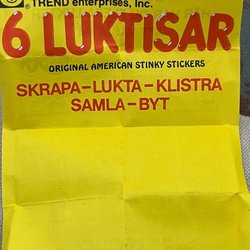 TREND enterprises, Inc.
6 LUKTISAR
ORIGINAL AMERICAN STINKY STICKERS
SKRAPA-LUKTA-KLISTRA
SAMLA-BYT